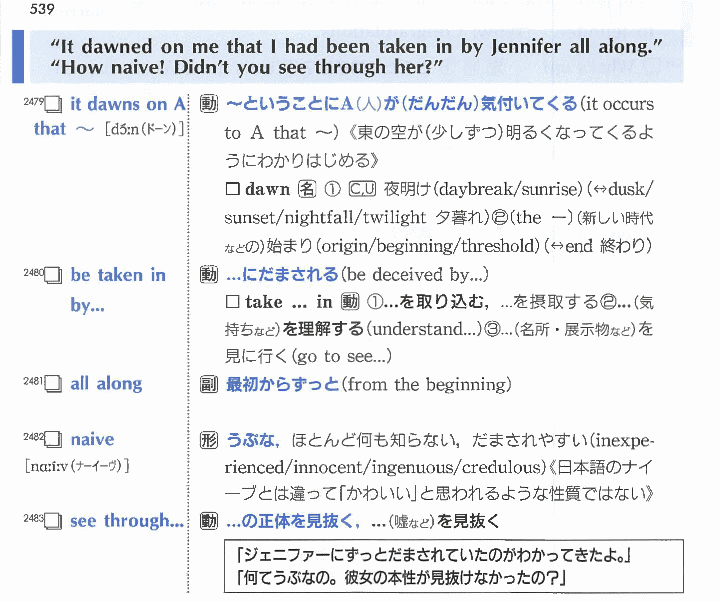 539
“It dawned on me that I had been taken in by Jennifer all along.”
“How naive! Didn’t you see through her?”
2479 it dawns on A 動 〜ということにA(人)が(だんだん)気付いてくる(it occurs
that 〜 [dɔ́ːn(ドーン)] to A that 〜)《東の空が(少しずつ)明るくなってくるよ
うにわかりはじめる》
□ dawn 名 ① C,U 夜明け(daybreak/sunrise)(↔dusk/
sunset/nightfall/twilight 夕暮れ)②(the ー)(新しい時代
などの)始まり(origin/beginning/threshold)(↔end 終わり)
2480 be taken in 動 …にだまされる(be deceived by...)
by... □ take ... in 動 ①...を取り込む，...を摂取する②...(気
持ちなど)を理解する(understand...)③...(名所・展示物など)を
見に行く(go to see...)
2481 all along 副 最初からずっと(from the beginning)
2482 naive 形 うぶな，ほとんど何も知らない，だまされやすい(inexpe-
[nɑːíːv(ナーイーヴ)] rienced/innocent/ingenuous/credulous)《日本語のナイ
ーブとは違って「かわいい」と思われるような性質ではない》
2483 see through... 動 ...の正体を見抜く，...(嘘など)を見抜く
「ジェニファーにずっとだまされていたのがわかってきたよ。」
「何てうぶなの。彼女の本性が見抜けなかったの？」